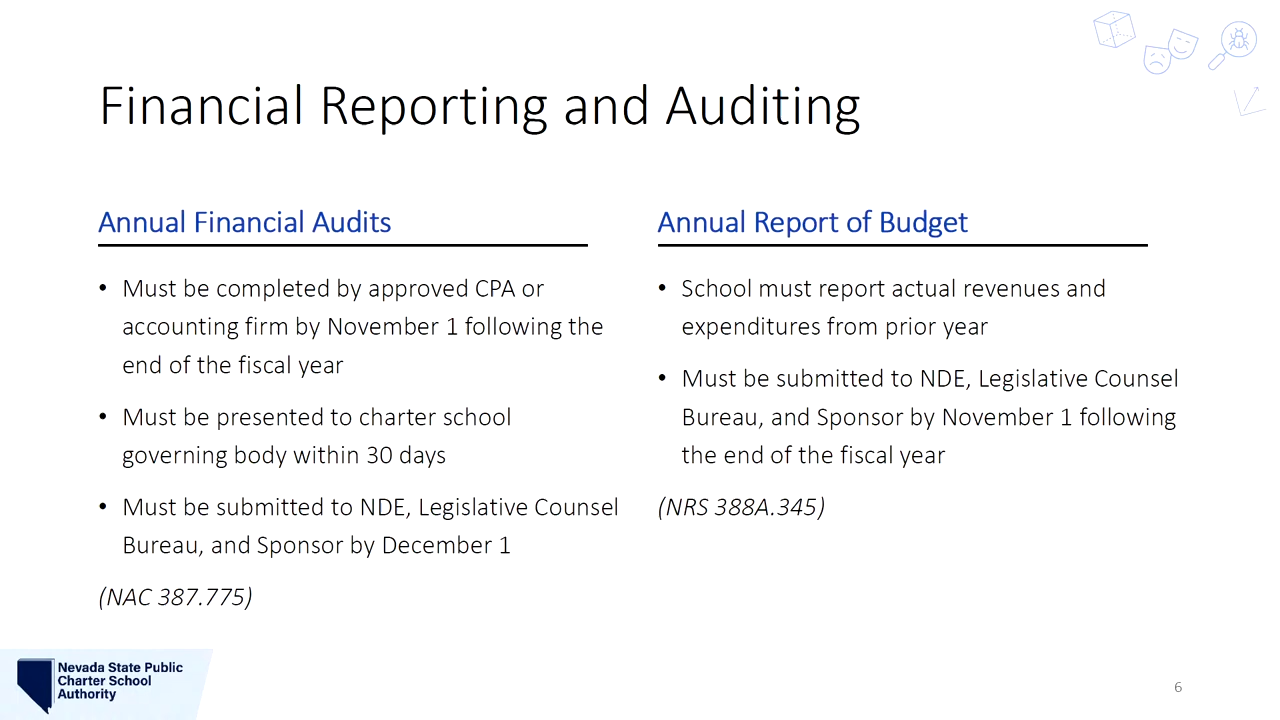 Financial Reporting and Auditing
Annual Financial Audits
• Must be completed by approved CPA or
accounting firm by November 1 following the
end of the fiscal year
• Must be presented to charter school
governing body within 30 days
• Must be submitted to NDE, Legislative Counsel
Bureau, and Sponsor by December 1
(NAC 387.775)
Annual Report of Budget
• School must report actual revenues and
expenditures from prior year
• Must be submitted to NDE, Legislative Counsel
Bureau, and Sponsor by November 1 following
the end of the fiscal year
(NRS 388A.345)
Nevada State Public
Charter School
Authority
6